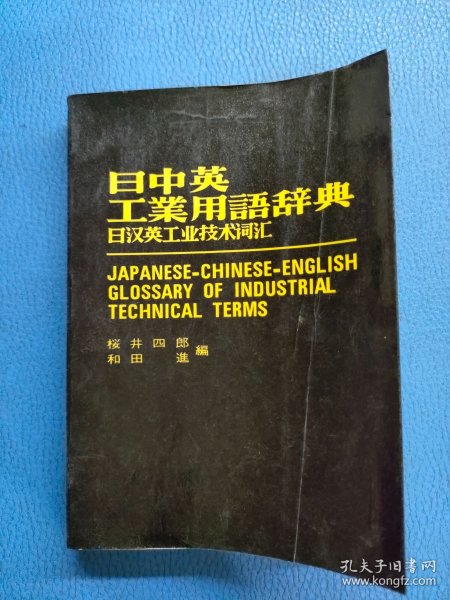 日中英
工業用語辞典
日汉英工业技术词汇
JAPANESE-CHINESE-ENGLISH
GLOSSARY OF INDUSTRIAL
TECHNICAL TERMS
桜井四郎
和田進 編
孔夫子旧书网
www.kongfz.com